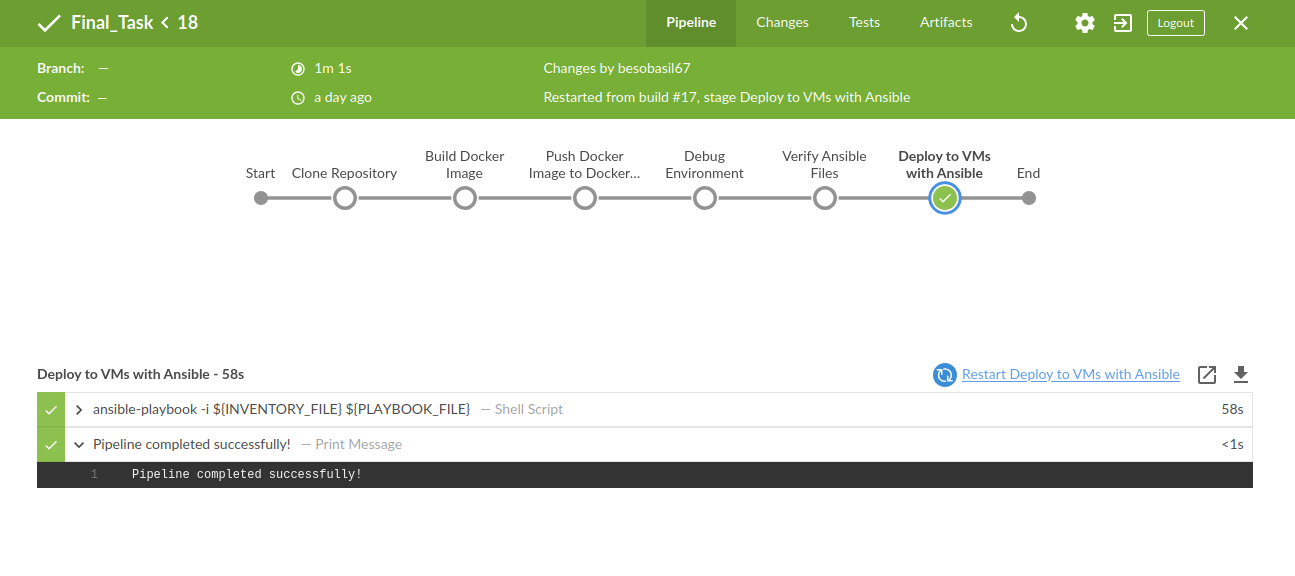 Final_Task < 18
Pipeline
Changes
Tests
Artifacts
Logout
Branch: —
1m 1s
Changes by besobasil67
Commit: —
a day ago
Restarted from build #17, stage Deploy to VMs with Ansible
Start
Clone Repository
Build Docker
Image
Push Docker
Image to Docker...
Debug
Environment
Verify Ansible
Files
Deploy to VMs
with Ansible
End
Deploy to VMs with Ansible - 58s
Restart Deploy to VMs with Ansible
ansible-playbook -i ${INVENTORY_FILE} ${PLAYBOOK_FILE} — Shell Script
58s
Pipeline completed successfully! — Print Message
<1s
1 Pipeline completed successfully!